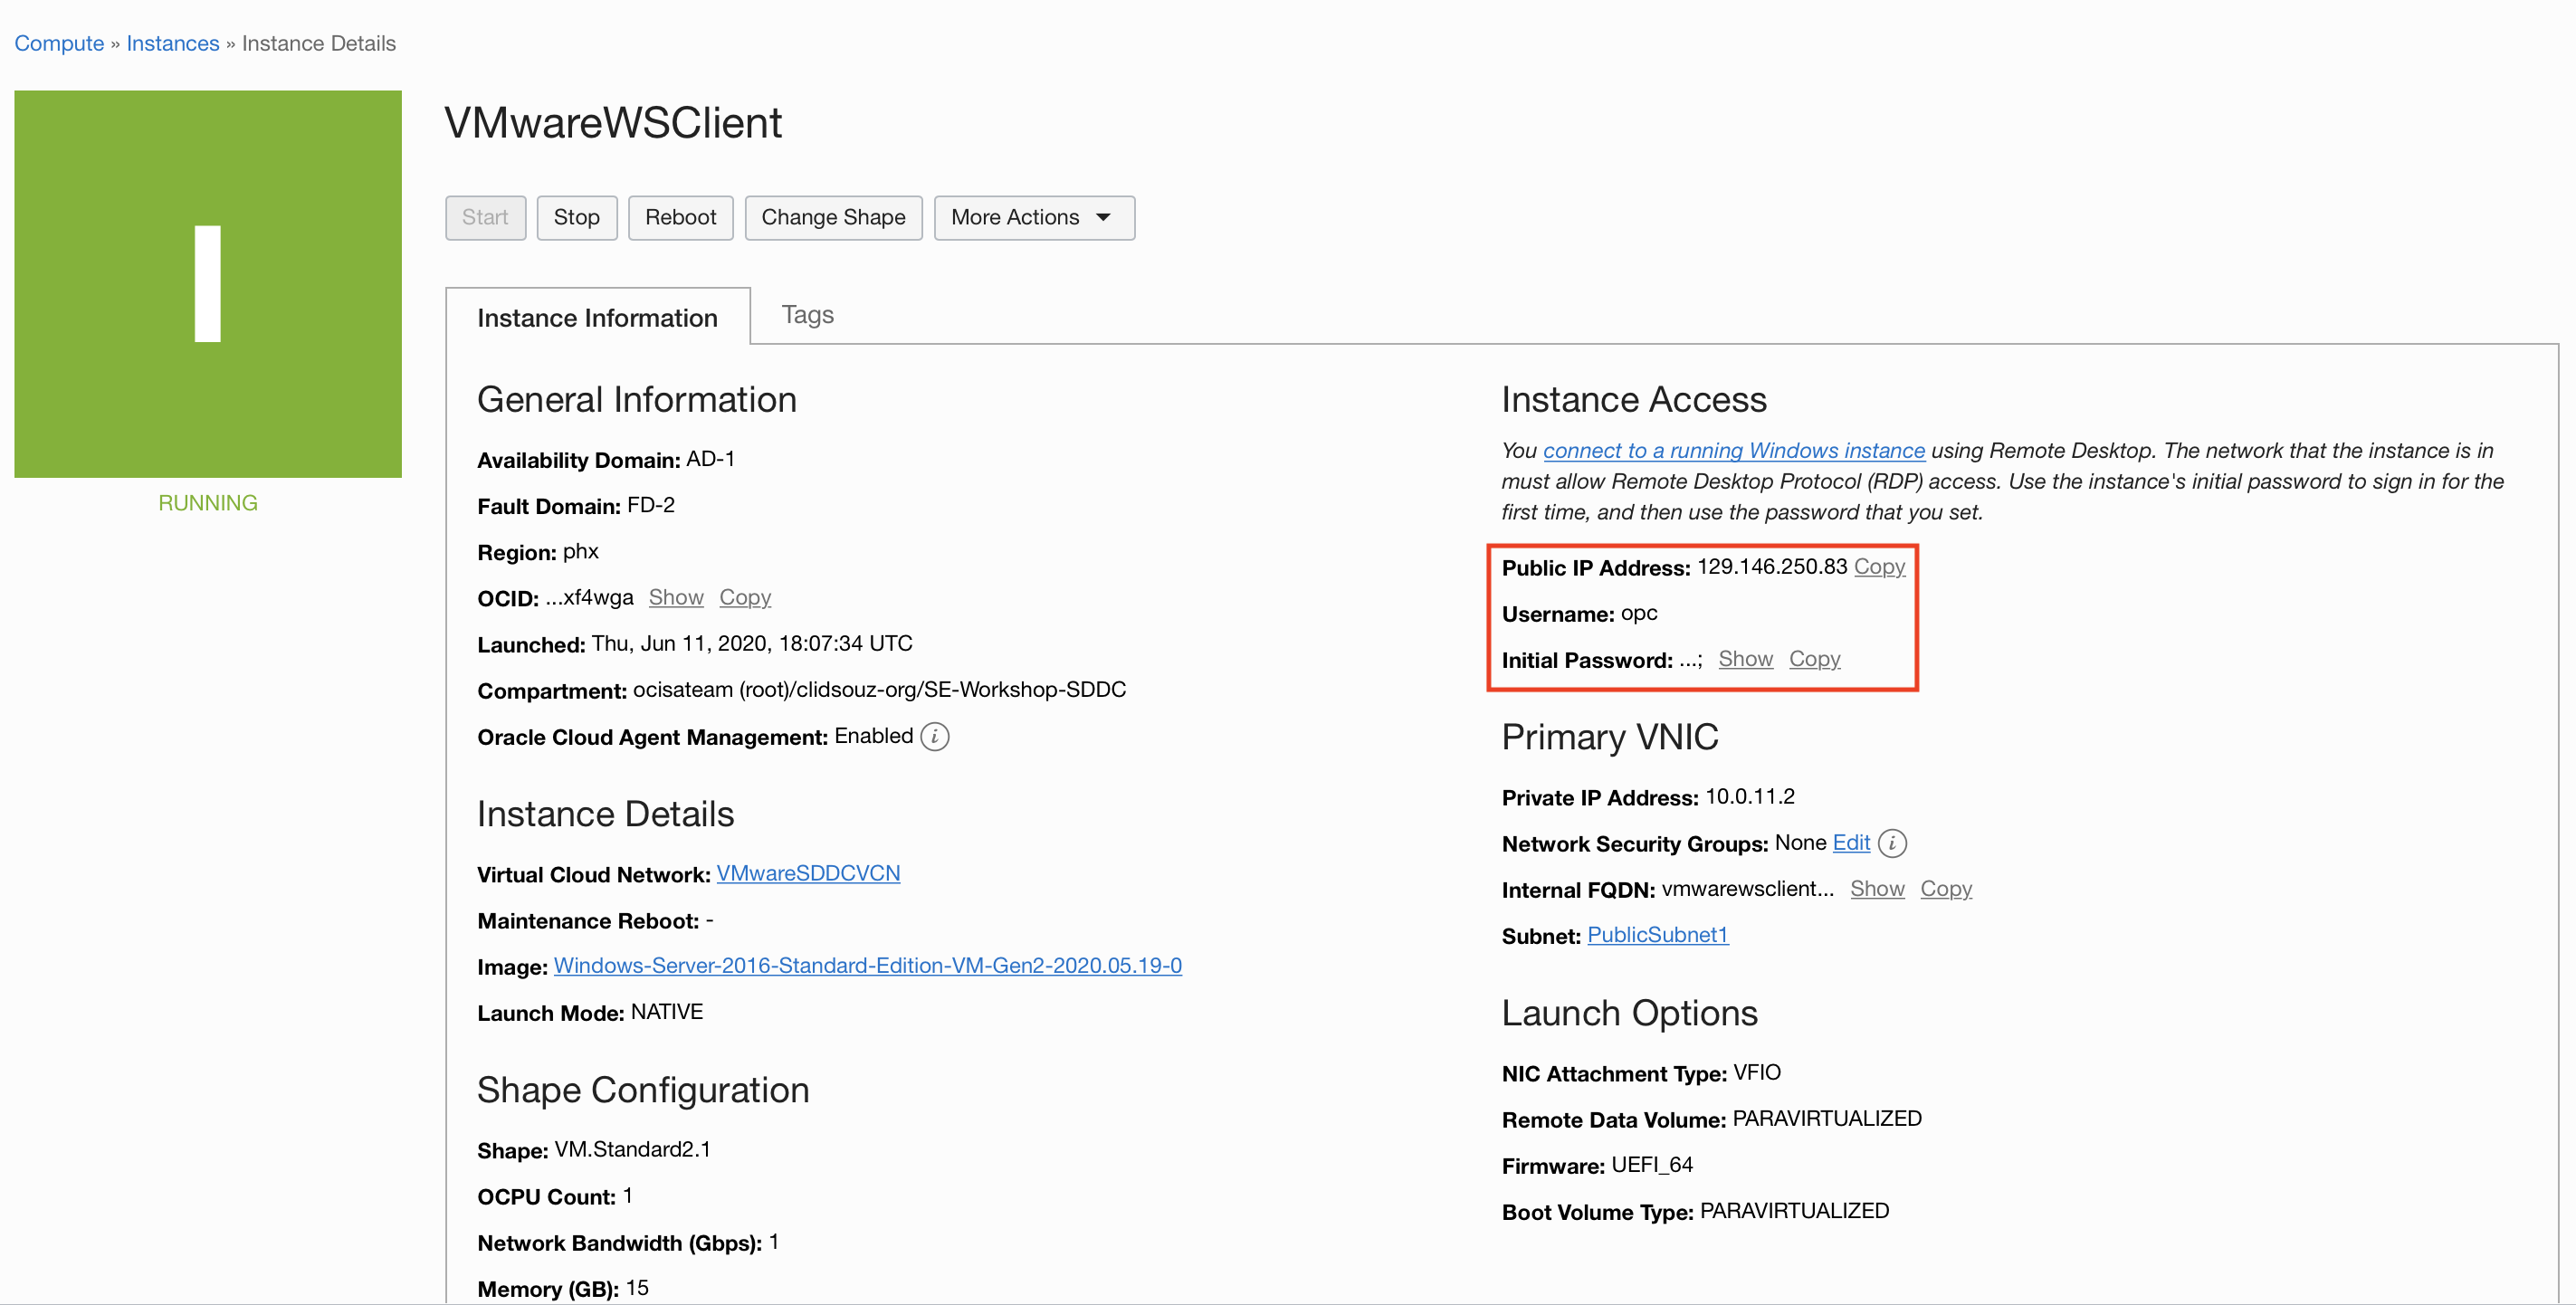 Compute » Instances » Instance Details
I
RUNNING
VMwareWSClient
Start Stop Reboot Change Shape More Actions
Instance Information Tags
General Information
Availability Domain: AD-1
Fault Domain: FD-2
Region: phx
OCID: ...xf4wga Show Copy
Launched: Thu, Jun 11, 2020, 18:07:34 UTC
Compartment: ocisateam (root)/clidsouz-org/SE-Workshop-SDDC
Oracle Cloud Agent Management: Enabled i
Instance Details
Virtual Cloud Network: VMwareSDDCVCN
Maintenance Reboot: -
Image: Windows-Server-2016-Standard-Edition-VM-Gen2-2020.05.19-0
Launch Mode: NATIVE
Shape Configuration
Shape: VM.Standard2.1
OCPU Count: 1
Network Bandwidth (Gbps): 1
Memory (GB): 15
Instance Access
You connect to a running Windows instance using Remote Desktop. The network that the instance is in
must allow Remote Desktop Protocol (RDP) access. Use the instance's initial password to sign in for the
first time, and then use the password that you set.
Public IP Address: 129.146.250.83 Copy
Username: opc
Initial Password: ...; Show Copy
Primary VNIC
Private IP Address: 10.0.11.2
Network Security Groups: None Edit i
Internal FQDN: vmwarewsclient... Show Copy
Subnet: PublicSubnet1
Launch Options
NIC Attachment Type: VFIO
Remote Data Volume: PARAVIRTUALIZED
Firmware: UEFI_64
Boot Volume Type: PARAVIRTUALIZED